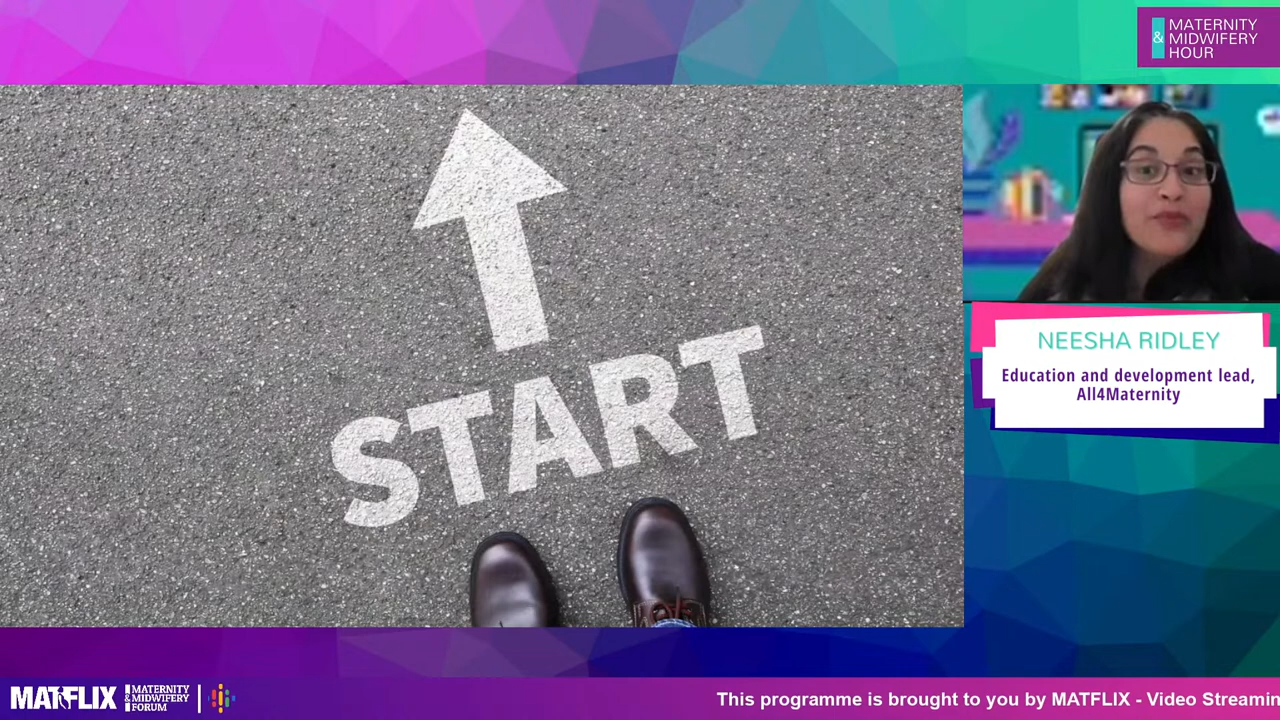 & MATERNITY
MIDWIFERY
HOUR
START
NEESHA RIDLEY
Education and development lead,
All4Maternity
MATFLIX
MATERNITY
& MIDWIFERY
FORUM
This programme is brought to you by MATFLIX - Video Streamin